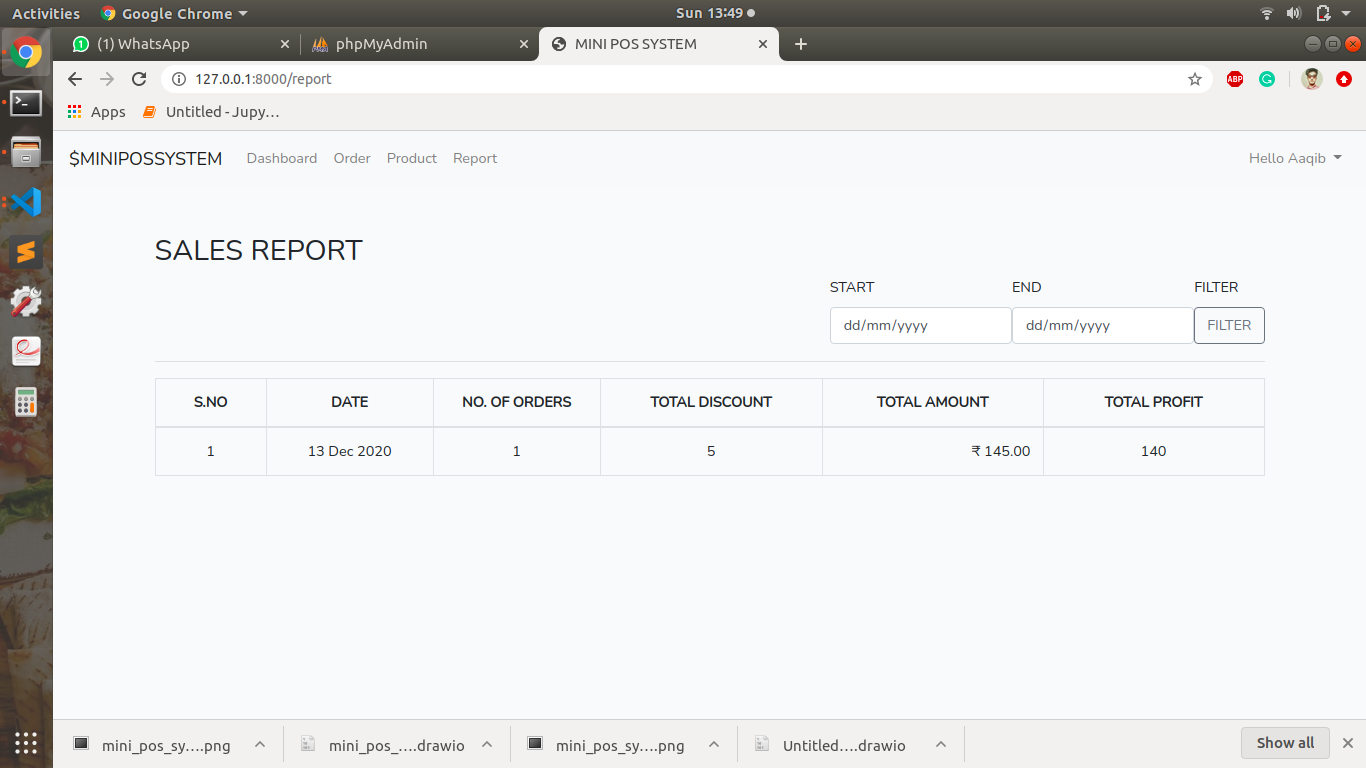 Activities Google Chrome Sun 13:49
(1) WhatsApp phpMyAdmin MINI POS SYSTEM
127.0.0.1:8000/report ABP
Apps Untitled - Jupy…
$MINIPOSSYSTEM Dashboard Order Product Report Hello Aaqib
SALES REPORT
START END FILTER
dd/mm/yyyy dd/mm/yyyy FILTER
S.NO DATE NO. OF ORDERS TOTAL DISCOUNT TOTAL AMOUNT TOTAL PROFIT
1 13 Dec 2020 1 5 ₹ 145.00 140
mini_pos_sy….png mini_pos_….drawio mini_pos_sy….png Untitled….drawio Show all